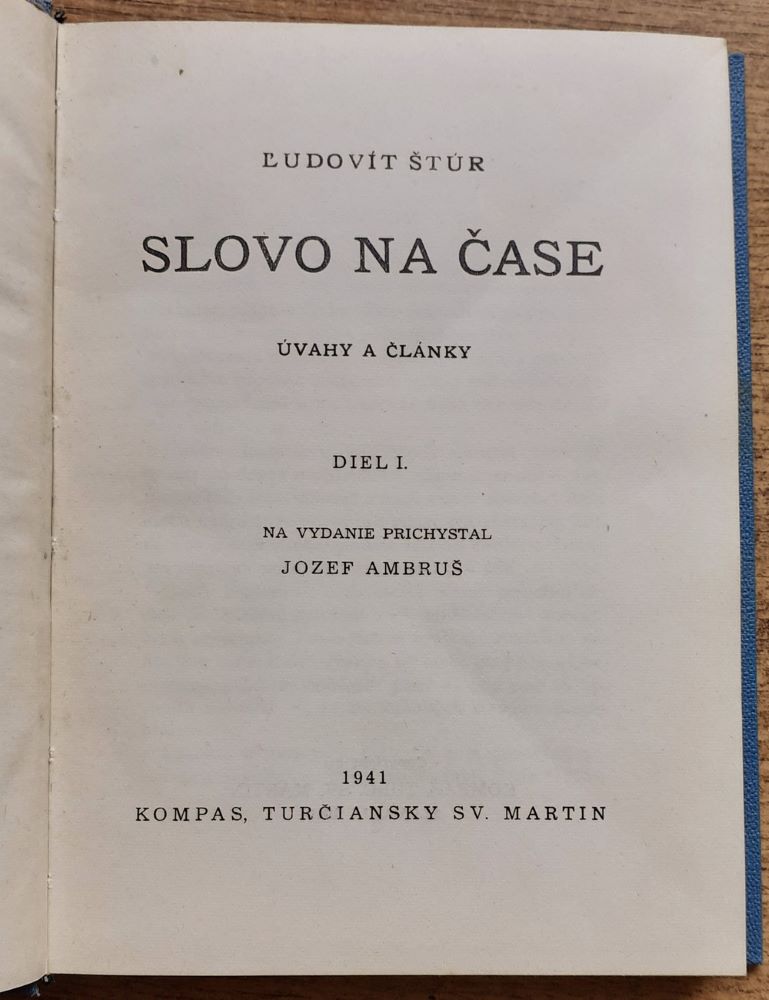 ĽUDOVÍT ŠTÚR
SLOVO NA ČASE
ÚVAHY A ČLÁNKY
DIEL I.
NA VYDANIE PRICHYSTAL
JOZEF AMBRUŠ
1941
KOMPAS, TURČIANSKY SV. MARTIN